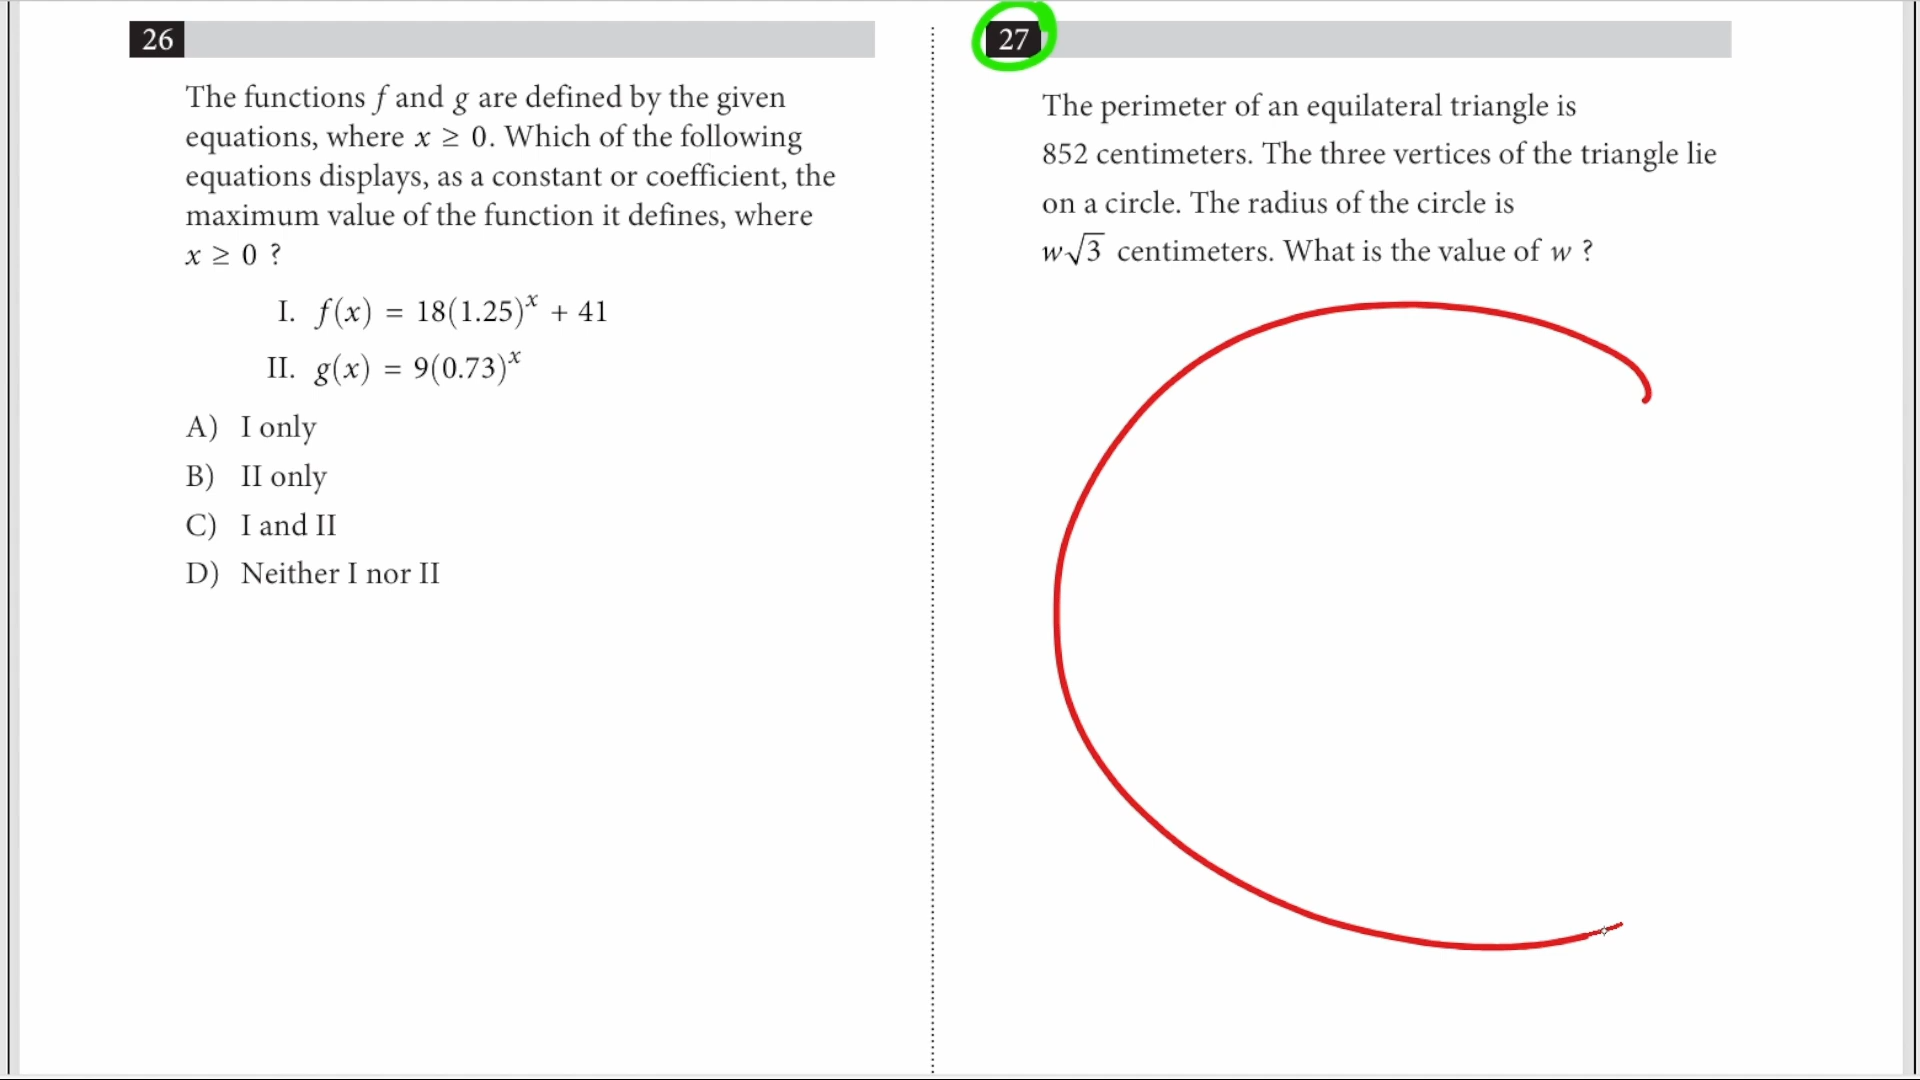 26
The functions f and g are defined by the given
equations, where x ≥ 0. Which of the following
equations displays, as a constant or coefficient, the
maximum value of the function it defines, where
x ≥ 0 ?
I. f(x) = 18(1.25)^x + 41
II. g(x) = 9(0.73)^x
A) I only
B) II only
C) I and II
D) Neither I nor II
27
The perimeter of an equilateral triangle is
852 centimeters. The three vertices of the triangle lie
on a circle. The radius of the circle is
w√3 centimeters. What is the value of w ?